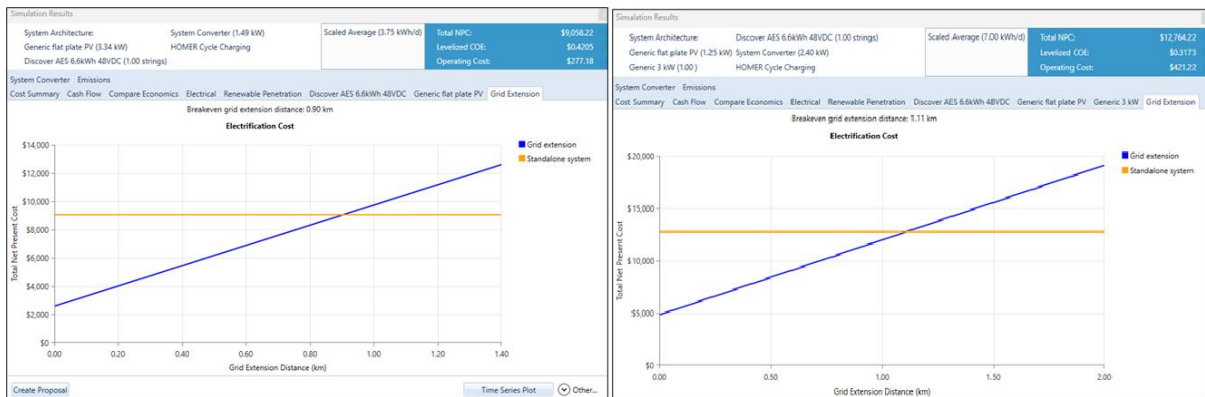 Simulation Results
System Architecture: System Converter (1.49 kW)
Generic flat plate PV (3.34 kW) HOMER Cycle Charging
Discover AES 6.6kWh 48VDC (1.00 strings)
Scaled Average (3.75 kWh/d)
Total NPC: $9,058.22
Levelized COE: $0.4205
Operating Cost: $277.18
System Converter Emissions
Cost Summary Cash Flow Compare Economics Electrical Renewable Penetration Discover AES 6.6kWh 48VDC Generic flat plate PV Grid Extension
Breakeven grid extension distance: 0.90 km
Electrification Cost
Grid extension
Standalone system
Total Net Present Cost
$14,000
$12,000
$10,000
$8,000
$6,000
$4,000
$2,000
$0
0.00 0.20 0.40 0.60 0.80 1.00 1.20 1.40
Grid Extension Distance (km)
Create Proposal Time Series Plot Other...
Simulation Results
System Architecture: Discover AES 6.6kWh 48VDC (1.00 strings)
Generic flat plate PV (1.25 kW) System Converter (2.40 kW)
Generic 3 kW (1.00 ) HOMER Cycle Charging
Scaled Average (7.00 kWh/d)
Total NPC: $12,764.22
Levelized COE: $0.3173
Operating Cost: $421.22
System Converter Emissions
Cost Summary Cash Flow Compare Economics Electrical Renewable Penetration Discover AES 6.6kWh 48VDC Generic flat plate PV Generic 3 kW Grid Extension
Breakeven grid extension distance: 1.11 km
Electrification Cost
Grid extension
Standalone system
Total Net Present Cost
$20,000
$15,000
$10,000
$5,000
$0
0.00 0.50 1.00 1.50 2.00
Grid Extension Distance (km)